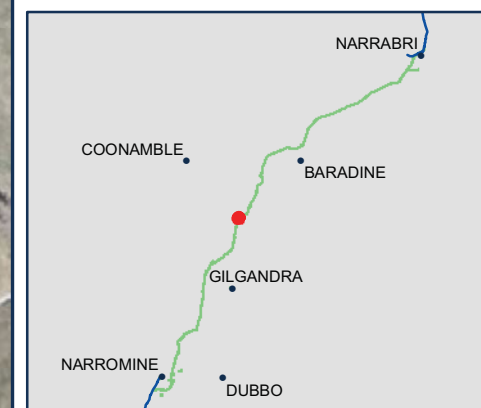 NARRABRI
COONAMBLE
BARADINE
GILGANDRA
NARROMINE
DUBBO